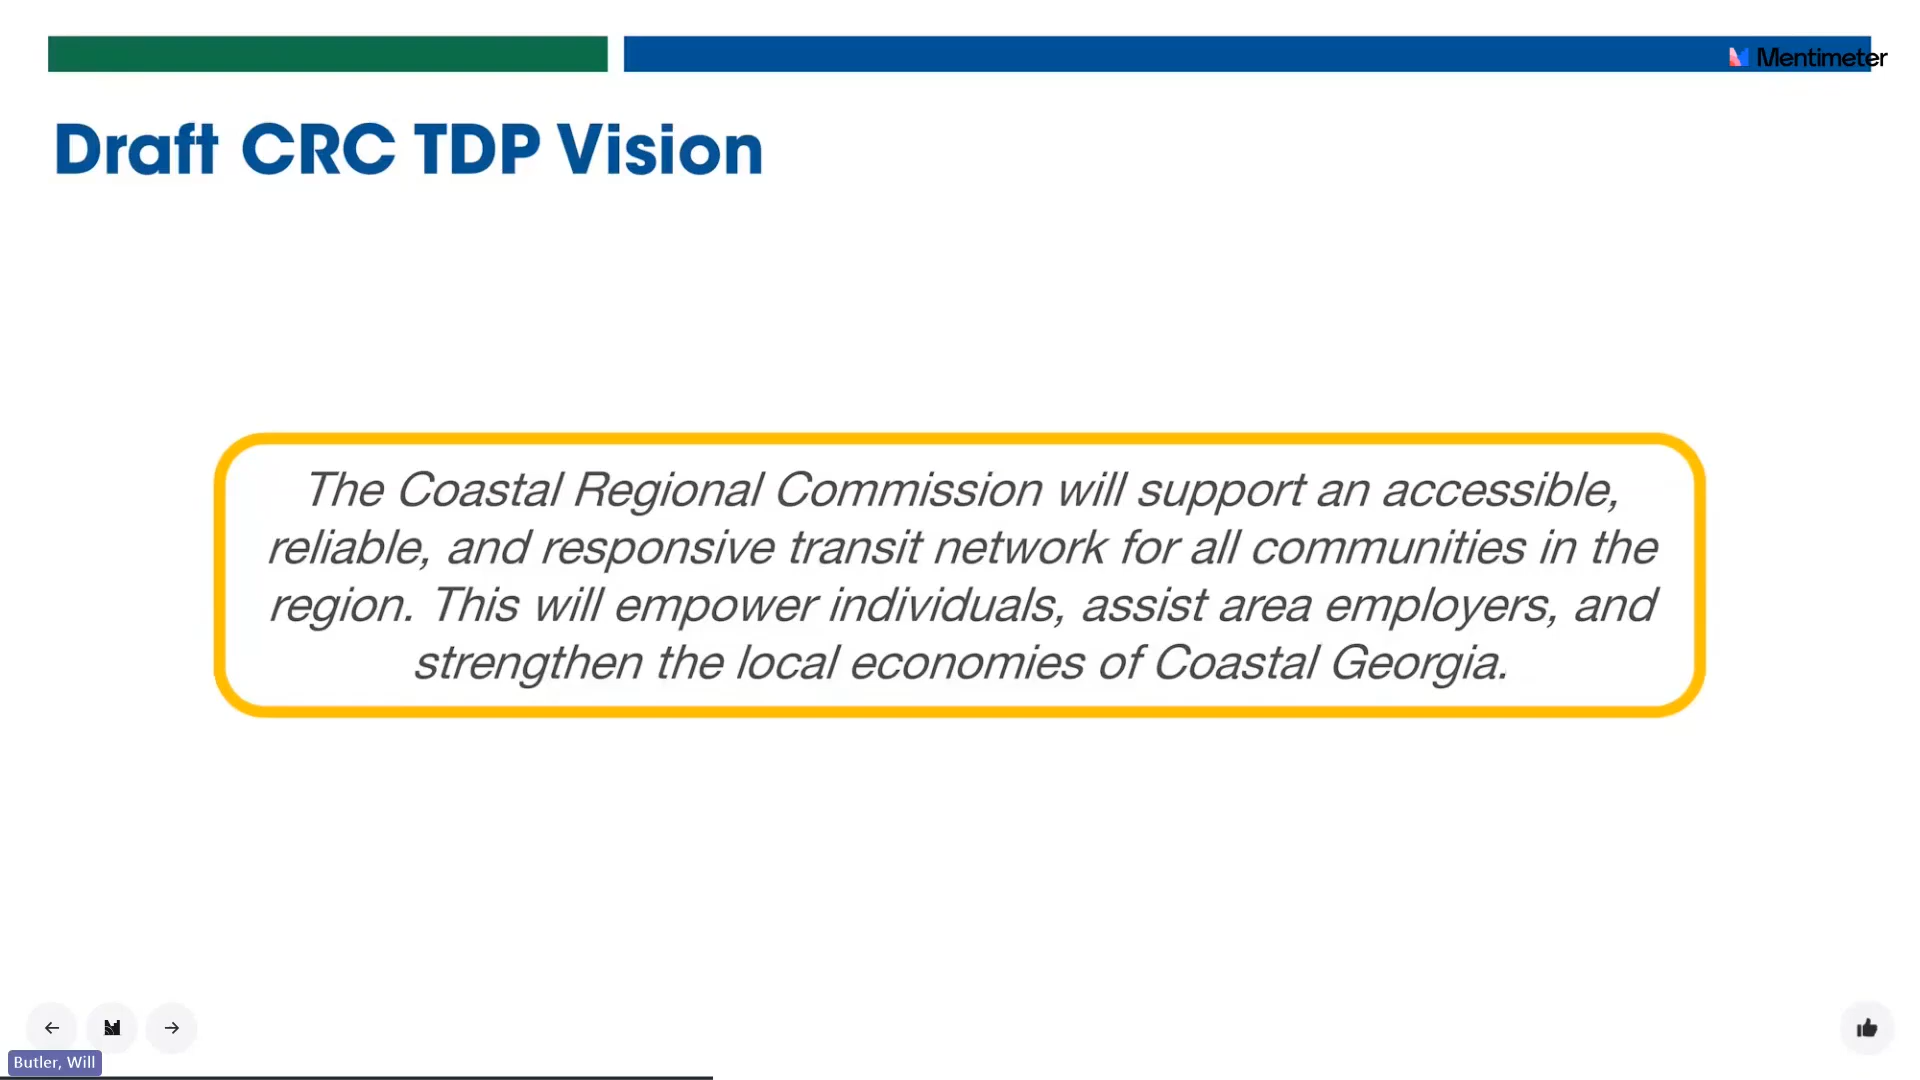 Mentimeter
Draft CRC TDP Vision
The Coastal Regional Commission will support an accessible,
reliable, and responsive transit network for all communities in the
region. This will empower individuals, assist area employers, and
strengthen the local economies of Coastal Georgia.
Butler, Will